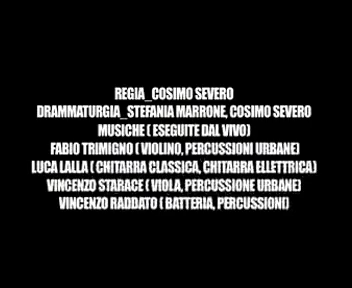 REGIA_COSIMO SEVERO
DRAMMATURGIA_STEFANIA MARRONE, COSIMO SEVERO
MUSICHE ( ESEGUITE DAL VIVO)
FABIO TRIMIGNO ( VIOLINO, PERCUSSIONI URBANE)
LUCA LALLA ( CHITARRA CLASSICA, CHITARRA ELLETTRICA)
VINCENZO STARACE ( VIOLA, PERCUSSIONE URBANE)
VINCENZO RADDATO ( BATTERIA, PERCUSSIONI)